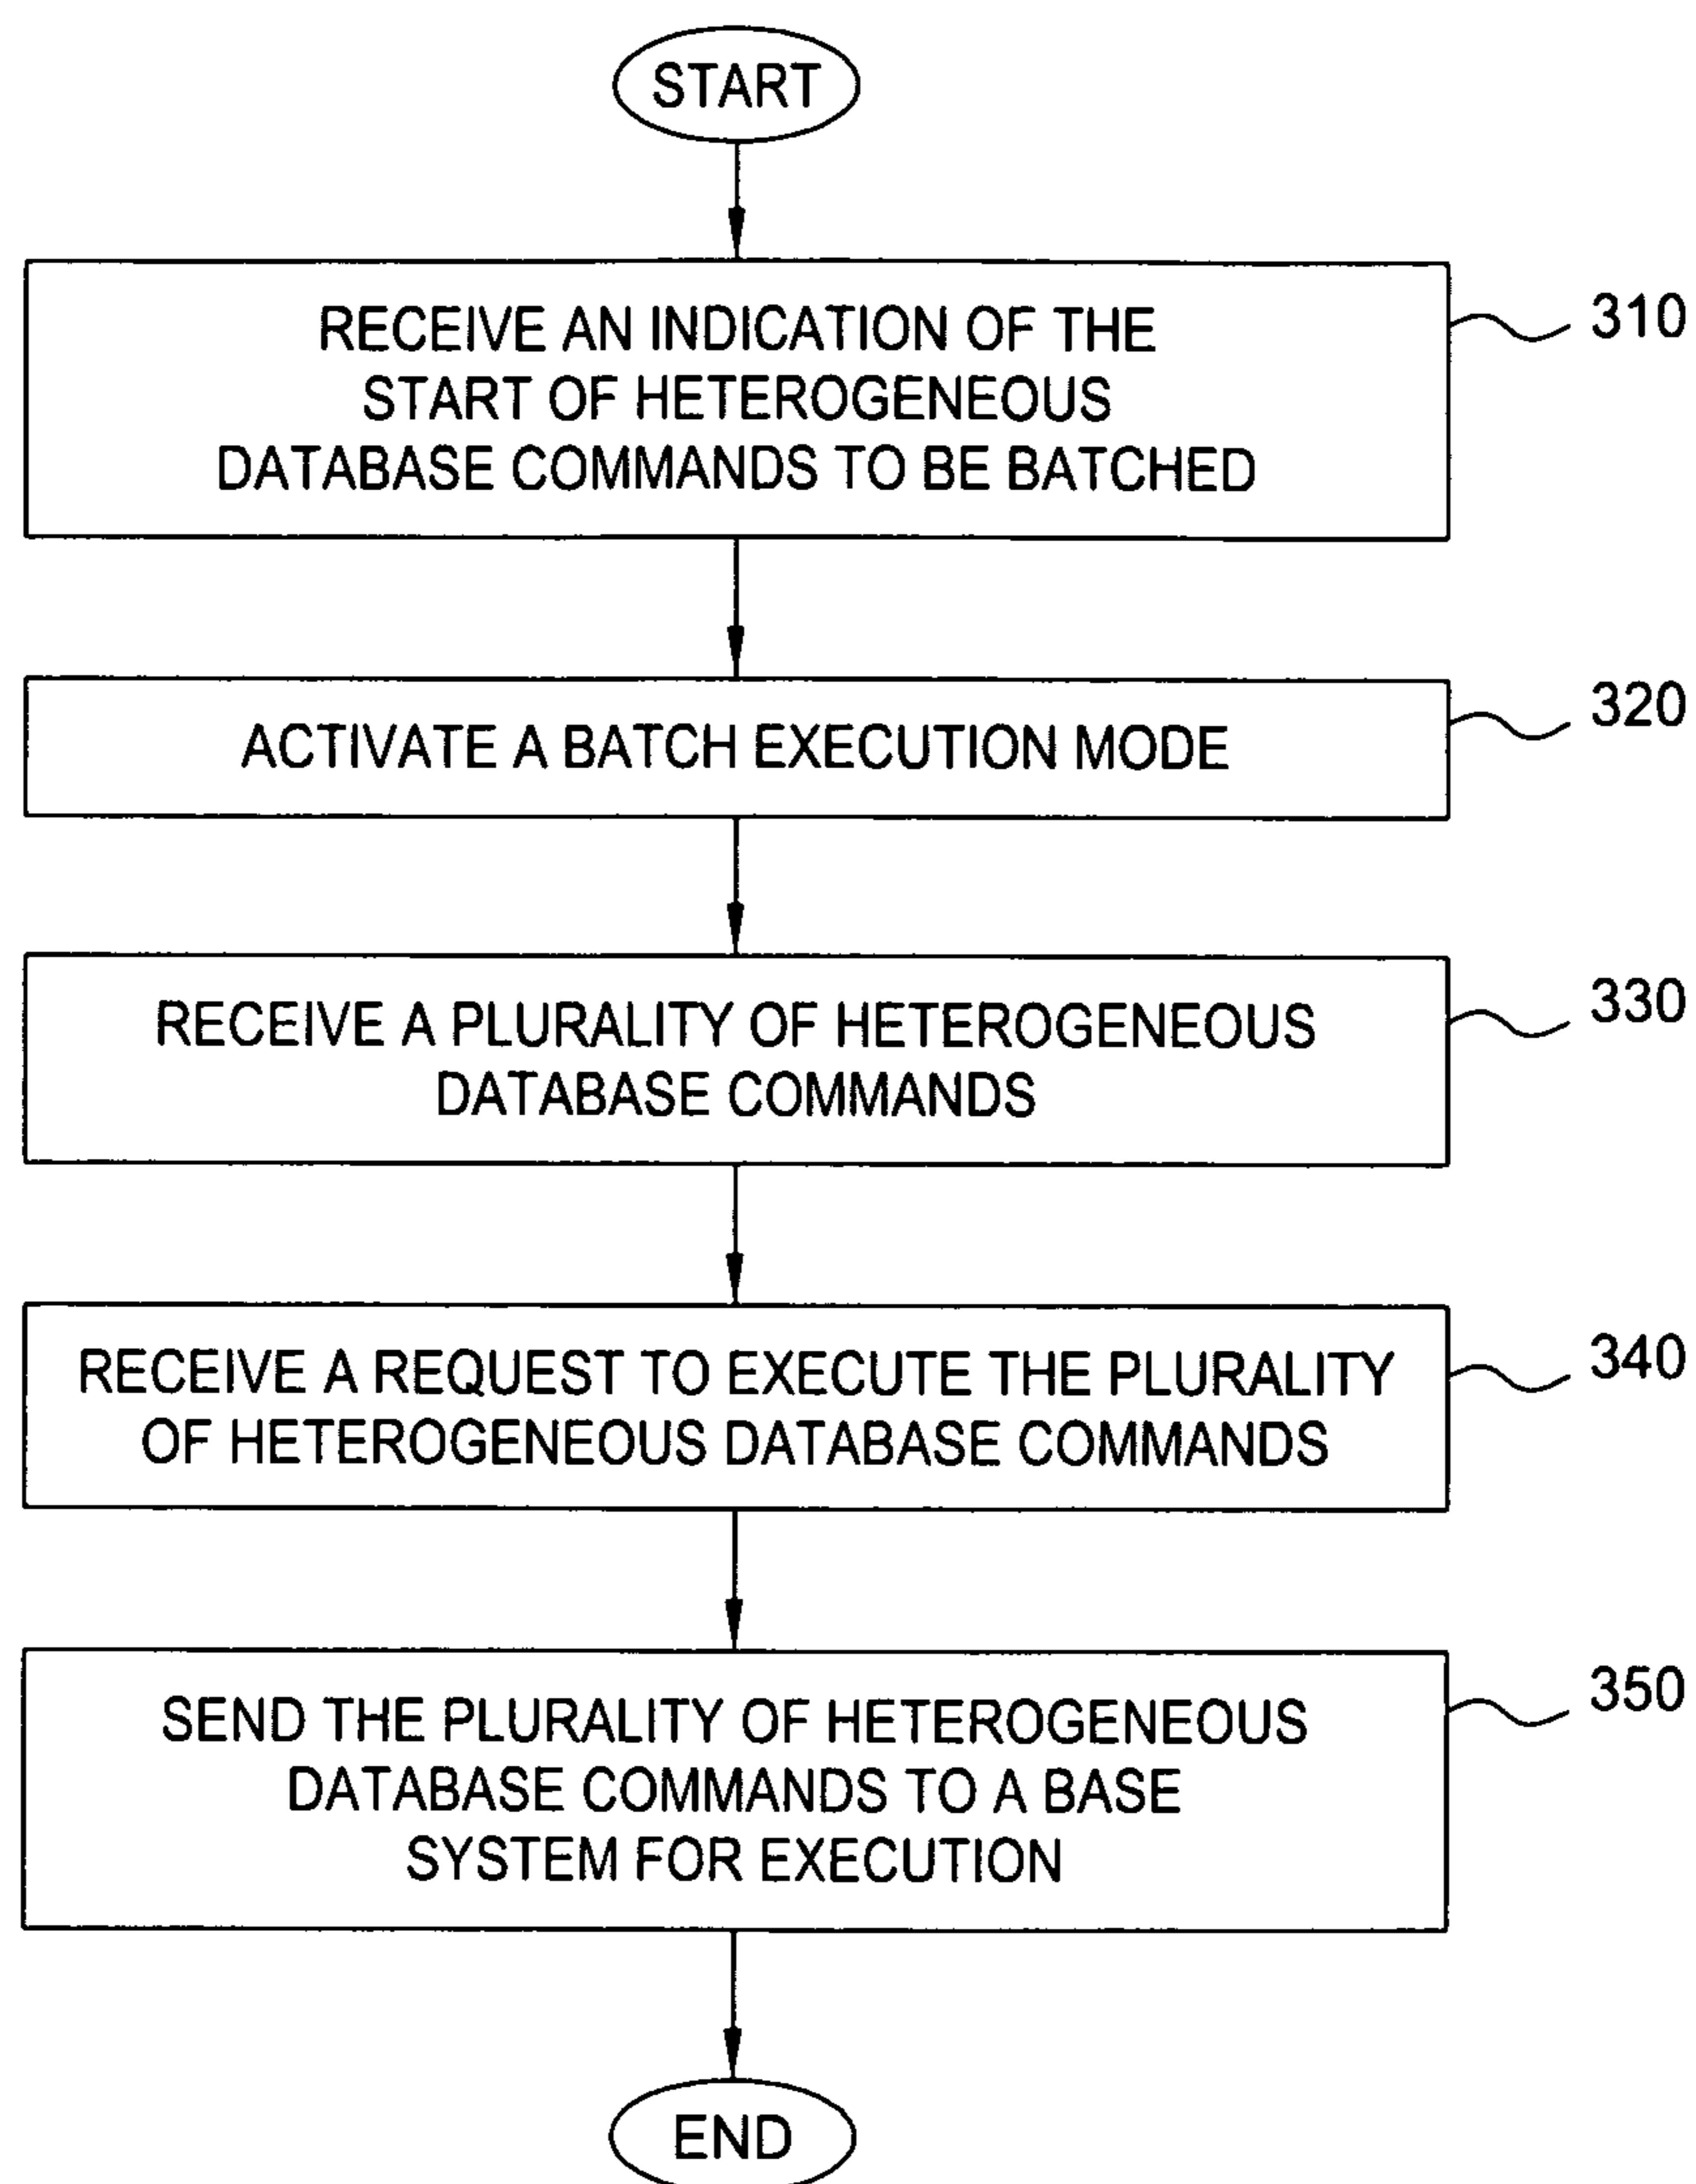 START
RECEIVE AN INDICATION OF THE
START OF HETEROGENEOUS
DATABASE COMMANDS TO BE BATCHED
310
ACTIVATE A BATCH EXECUTION MODE
320
RECEIVE A PLURALITY OF HETEROGENEOUS
DATABASE COMMANDS
330
RECEIVE A REQUEST TO EXECUTE THE PLURALITY
OF HETEROGENEOUS DATABASE COMMANDS
340
SEND THE PLURALITY OF HETEROGENEOUS
DATABASE COMMANDS TO A BASE
SYSTEM FOR EXECUTION
350
END